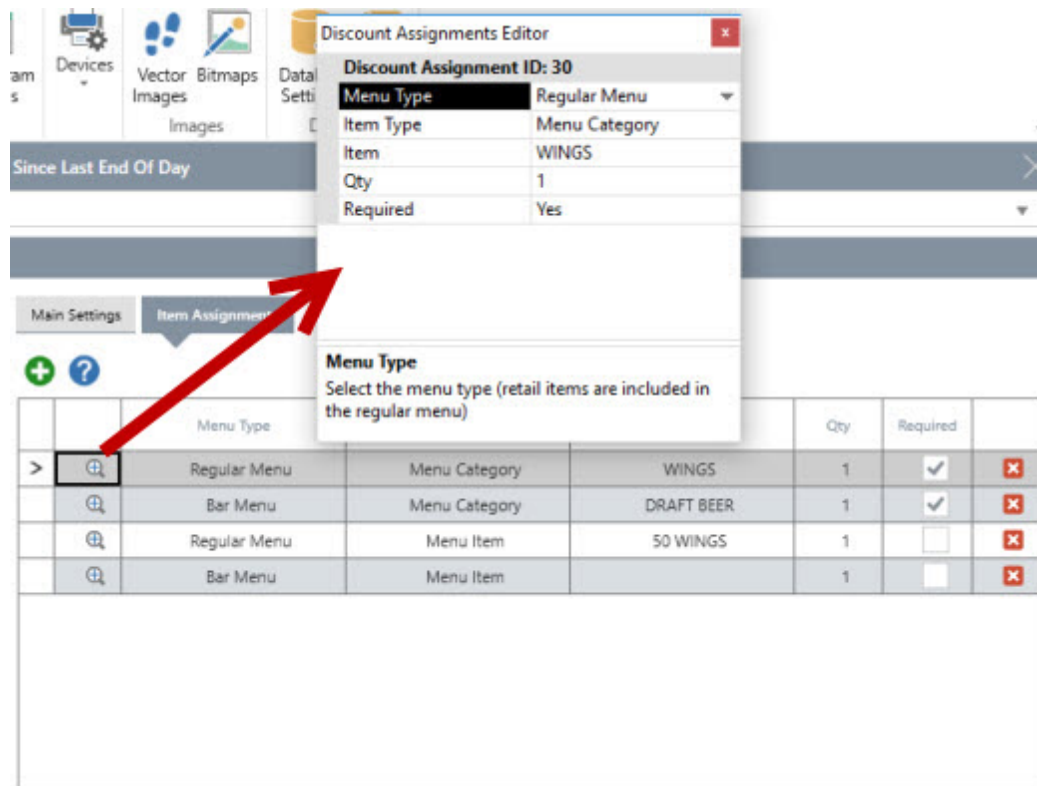 Devices
Vector Images
Bitmaps
Images
Discount Assignments Editor
x
Discount Assignment ID: 30
Menu Type Regular Menu
Item Type Menu Category
Item WINGS
Qty 1
Required Yes
Since Last End Of Day
Main Settings
Item
Menu Type
Select the menu type (retail items are included in
the regular menu)
Menu Type Qty Required
> Regular Menu Menu Category WINGS 1
Bar Menu Menu Category DRAFT BEER 1
Regular Menu Menu Item 50 WINGS 1
Bar Menu Menu Item 1